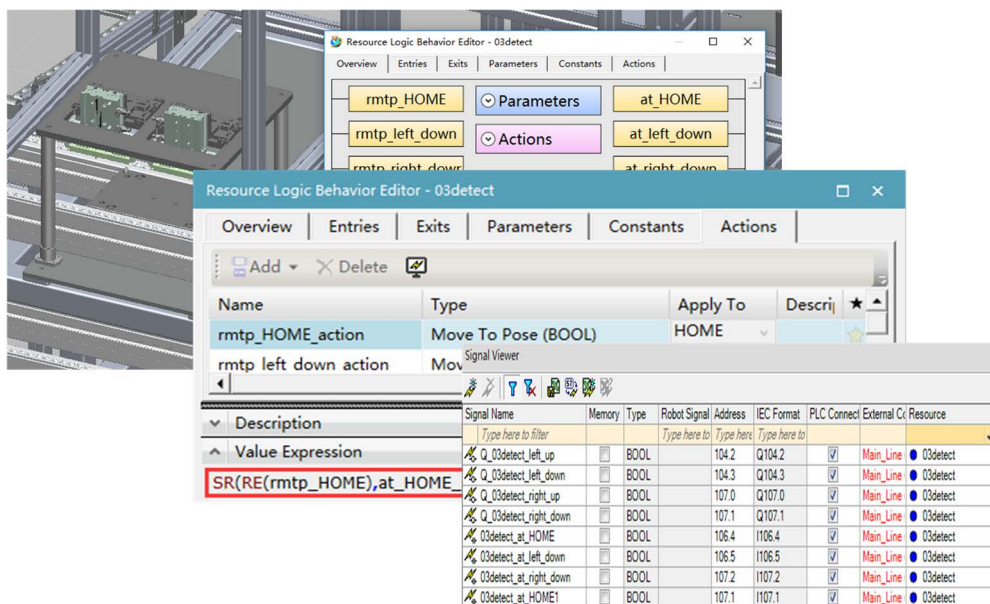 Resource Logic Behavior Editor - 03detect
Overview Entries Exits Parameters Constants Actions
rmtp_HOME Parameters at_HOME
rmtp_left_down Actions at_left_down
rmtp_right_down at_right_down
Resource Logic Behavior Editor - 03detect
Overview Entries Exits Parameters Constants Actions
Add Delete
Name Type Apply To Descri
rmtp_HOME_action Move To Pose (BOOL) HOME
rmtp_left_down_action Mov
Description
Value Expression
SR(RE(rmtp_HOME),at_HOME_
Signal Viewer
Signal Name Memory Type Robot Signal Address IEC Format PLC Connect External Cc Resource
Type here to filter Type here to Type here Type here to
Q_03detect_left_up BOOL 104.2 Q104.2 Main_Line 03detect
Q_03detect_left_down BOOL 104.3 Q104.3 Main_Line 03detect
Q_03detect_right_up BOOL 107.0 Q107.0 Main_Line 03detect
Q_03detect_right_down BOOL 107.1 Q107.1 Main_Line 03detect
03detect_at_HOME BOOL 106.4 I106.4 Main_Line 03detect
03detect_at_left_down BOOL 106.5 I106.5 Main_Line 03detect
03detect_at_right_down BOOL 107.2 I107.2 Main_Line 03detect
03detect_at_HOME1 BOOL 107.1 I107.1 Main_Line 03detect